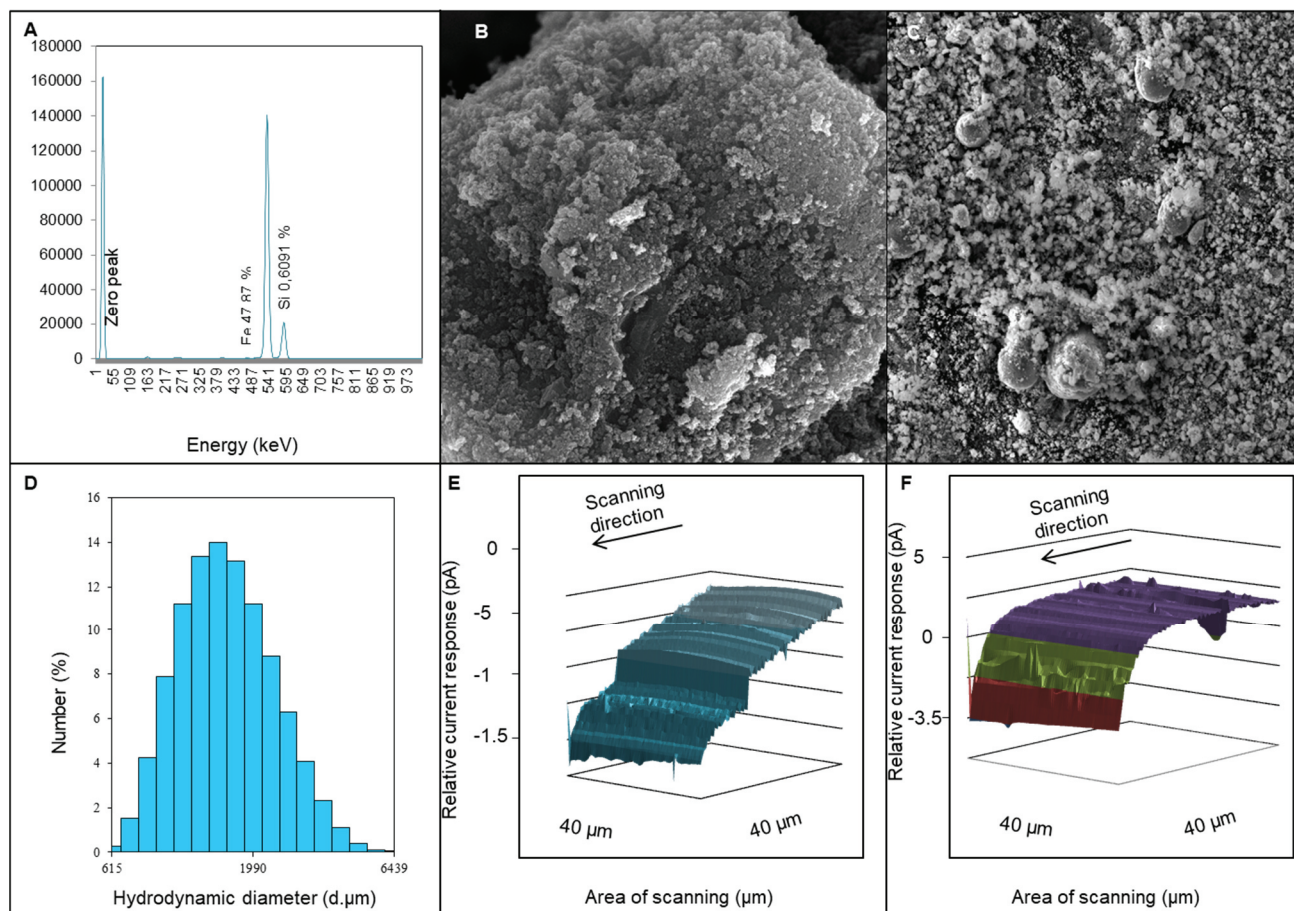 A
180000
160000
140000
120000
100000
80000
60000
40000
20000
0
Zero peak
Fe 47,87 %
Si 0,6091 %
1 55 109 163 217 271 325 379 433 487 541 595 649 703 757 811 865 919 973
Energy (keV)
B
C
D
16
14
12
10
8
6
4
2
0
Number (%)
615 1990 6439
Hydrodynamic diameter (d.µm)
E
Scanning
direction
Relative current response (pA)
0
-5
-1
-1.5
40 µm 40 µm
Area of scanning (µm)
F
Scanning
direction
Relative current response (pA)
5
0
-3.5
40 µm 40 µm
Area of scanning (µm)